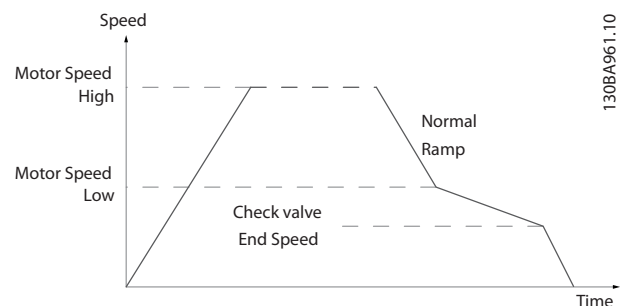 Speed
Motor Speed
High
Normal
Ramp
Motor Speed
Low
Check valve
End Speed
Time
130BA961.10